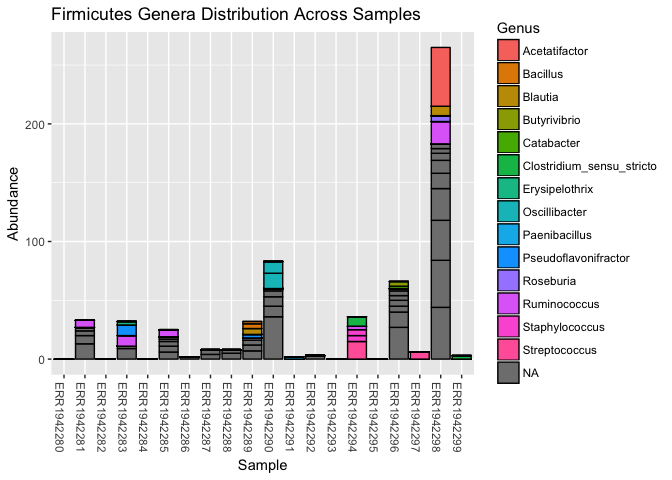 Firmicutes Genera Distribution Across Samples
Abundance
200
100
0
ERR1942280
ERR1942281
ERR1942282
ERR1942283
ERR1942284
ERR1942285
ERR1942286
ERR1942287
ERR1942288
ERR1942289
ERR1942290
ERR1942291
ERR1942292
ERR1942293
ERR1942294
ERR1942295
ERR1942296
ERR1942297
ERR1942298
ERR1942299
Sample
Genus
Acetatifactor
Bacillus
Blautia
Butyrivibrio
Catabacter
Clostridium_sensu_stricto
Erysipelothrix
Oscillibacter
Paenibacillus
Pseudoflavonifractor
Roseburia
Ruminococcus
Staphylococcus
Streptococcus
NA